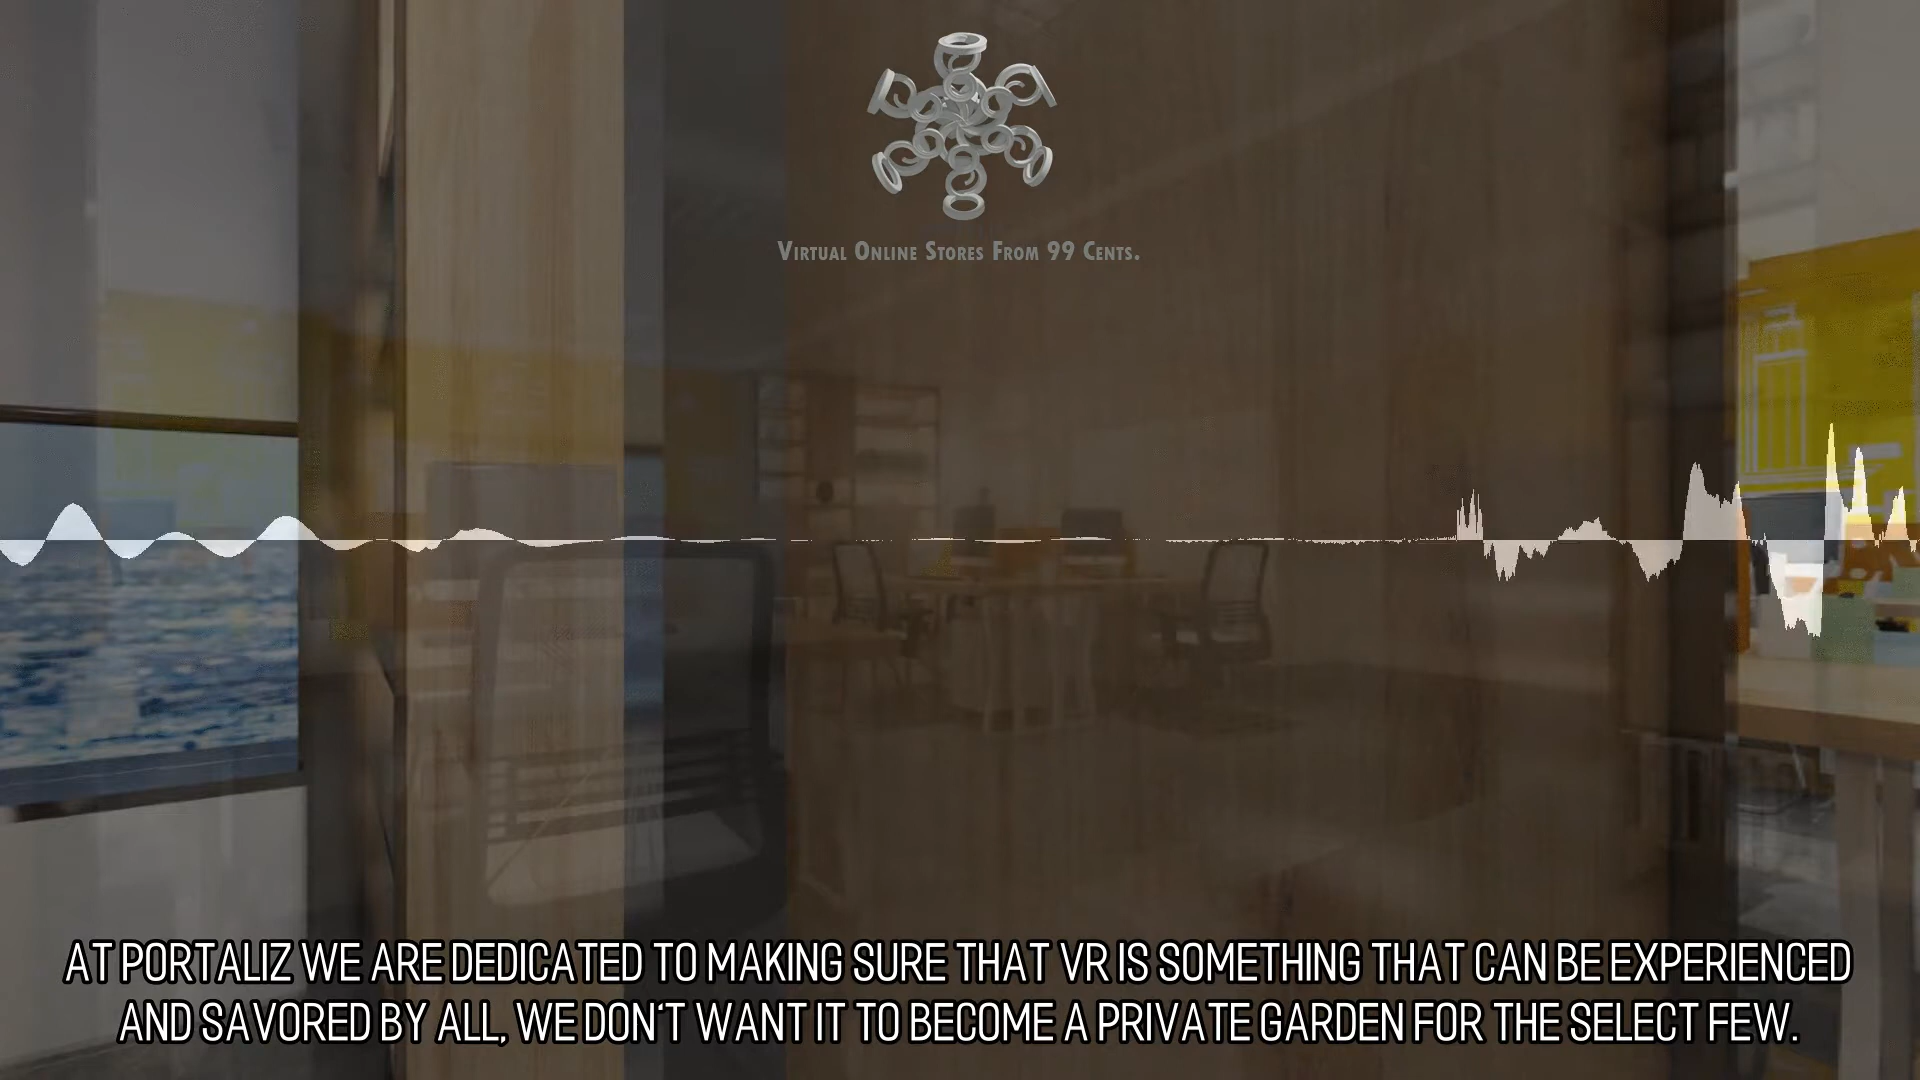 Virtual Online Stores From 99 Cents.
AT PORTALIZ WE ARE DEDICATED TO MAKING SURE THAT VR IS SOMETHING THAT CAN BE EXPERIENCED
AND SAVORED BY ALL, WE DON'T WANT IT TO BECOME A PRIVATE GARDEN FOR THE SELECT FEW.